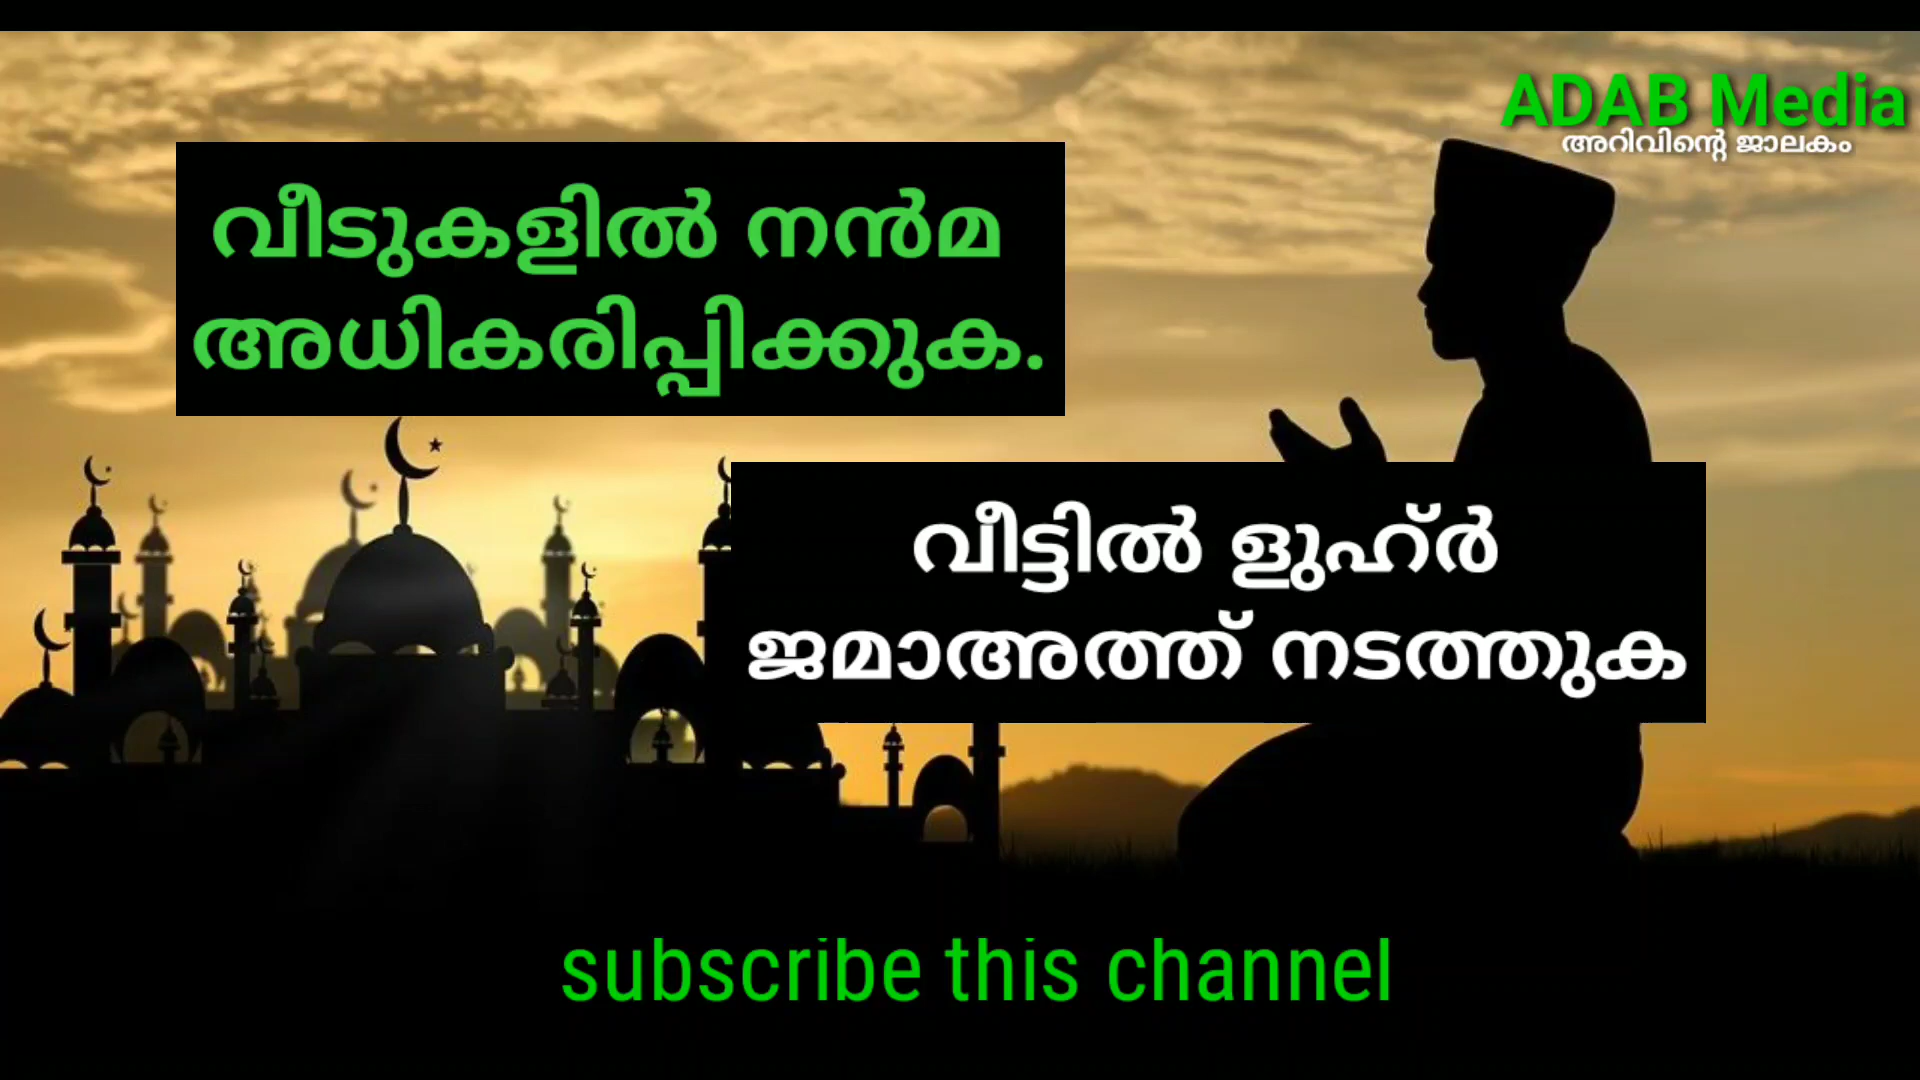 ADAB Media
അറിവിന്റെ ജാലകം
വീടുകളിൽ നൻമ
അധികരിപ്പിക്കുക.
വീട്ടിൽ ളുഹ്ർ
ജമാഅത്ത് നടത്തുക
subscribe this channel